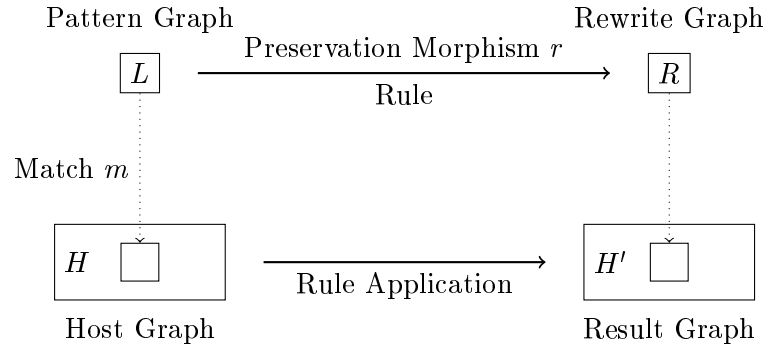 Pattern Graph
Rewrite Graph
L
Preservation Morphism r
Rule
R
Match m
H
Rule Application
H′
Host Graph
Result Graph